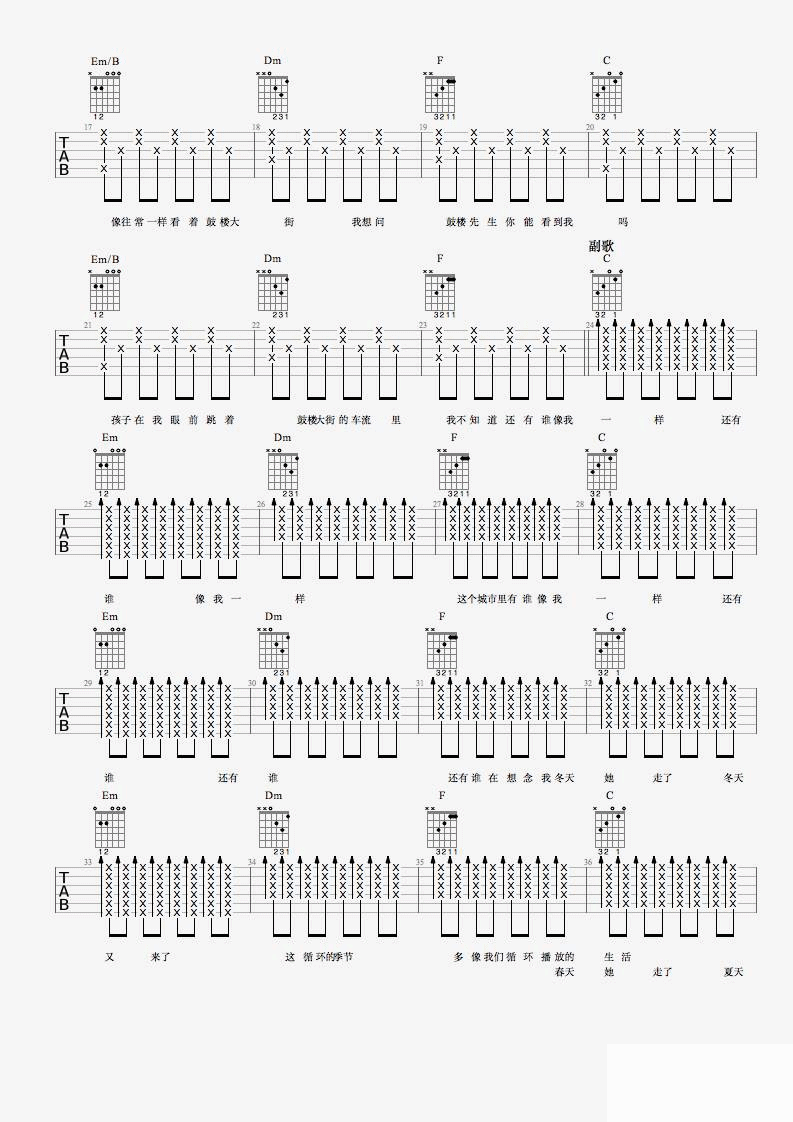 Em/B Dm F C
× ○○○ ××○ ×× × ○ ○
12 231 3211 32 1
17 18 19 20
TAB
像往常一样看着鼓楼大 街 我想问 鼓楼先生你能看到我 吗
副歌
Em/B Dm F C
× ○○○ ××○ ×× × ○ ○
12 231 3211 32 1
21 22 23 24
TAB
孩子在我眼前跳着 鼓楼大街的车流 里 我不知道还有谁像我 一 样 还有
Em Dm F C
○ ○○○ ××○ ×× × ○ ○
12 231 3211 32 1
25 26 27 28
TAB
谁 像我一 样 这个城市里有谁像我 一 样 还有
Em Dm F C
○ ○○○ ××○ ×× × ○ ○
12 231 3211 32 1
29 30 31 32
TAB
谁 还有 谁 还有谁在想念我冬天 她 走了 冬天
Em Dm F C
○ ○○○ ××○ ×× × ○ ○
12 231 3211 32 1
33 34 35 36
TAB
又 来了 这循环的季节 多像我们循环播放的 生活
春天 她 走了 夏天